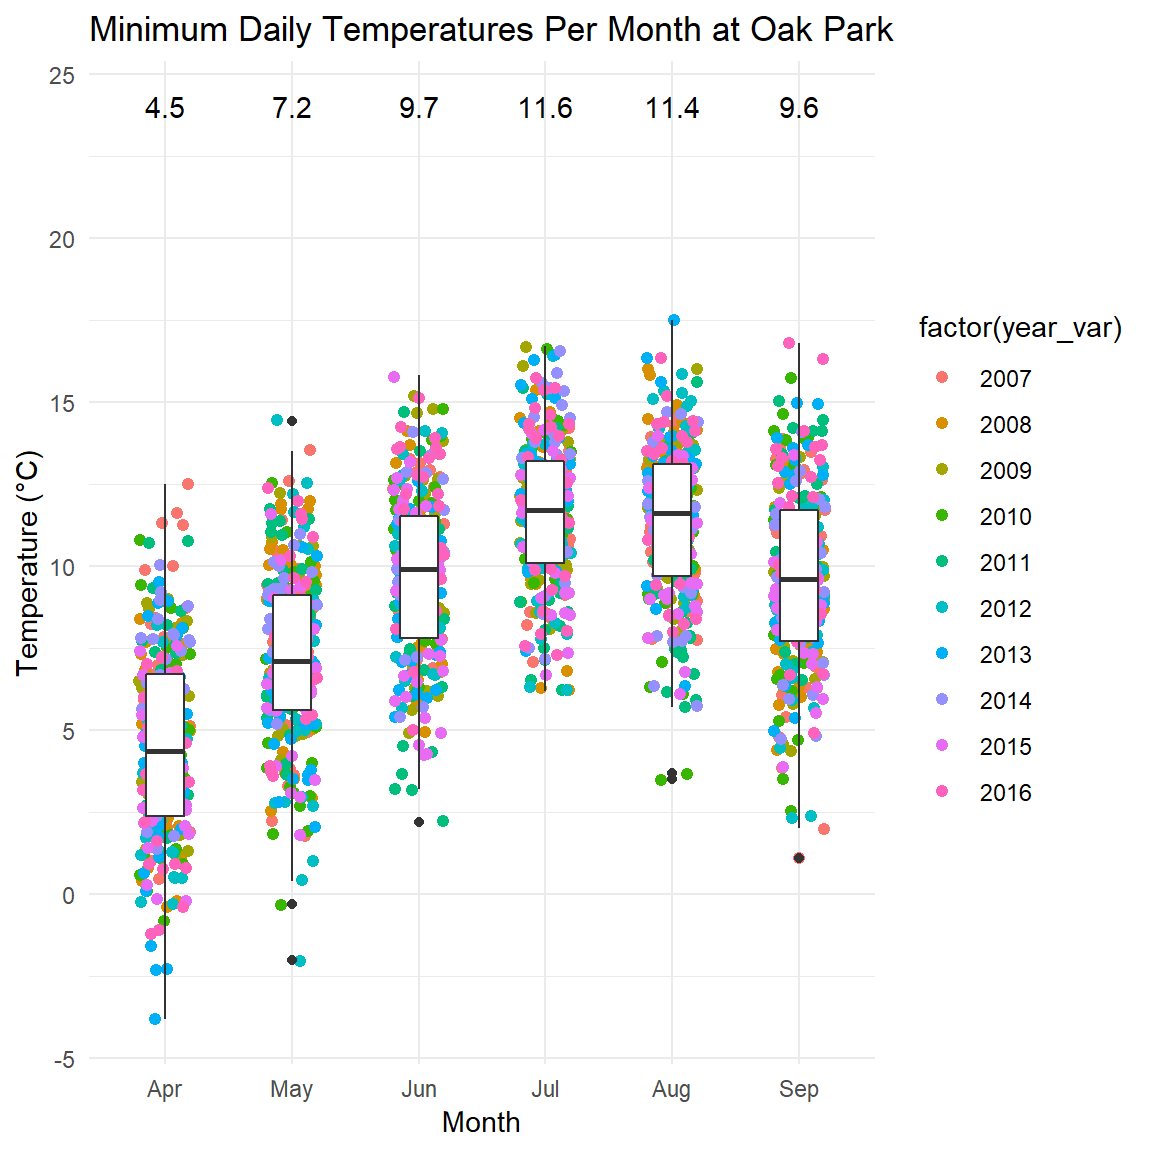 Minimum Daily Temperatures Per Month at Oak Park
25
4.5 7.2 9.7 11.6 11.4 9.6
20
15
10
5
0
-5
Temperature (°C)
Apr May Jun Jul Aug Sep
Month
factor(year_var)
2007
2008
2009
2010
2011
2012
2013
2014
2015
2016